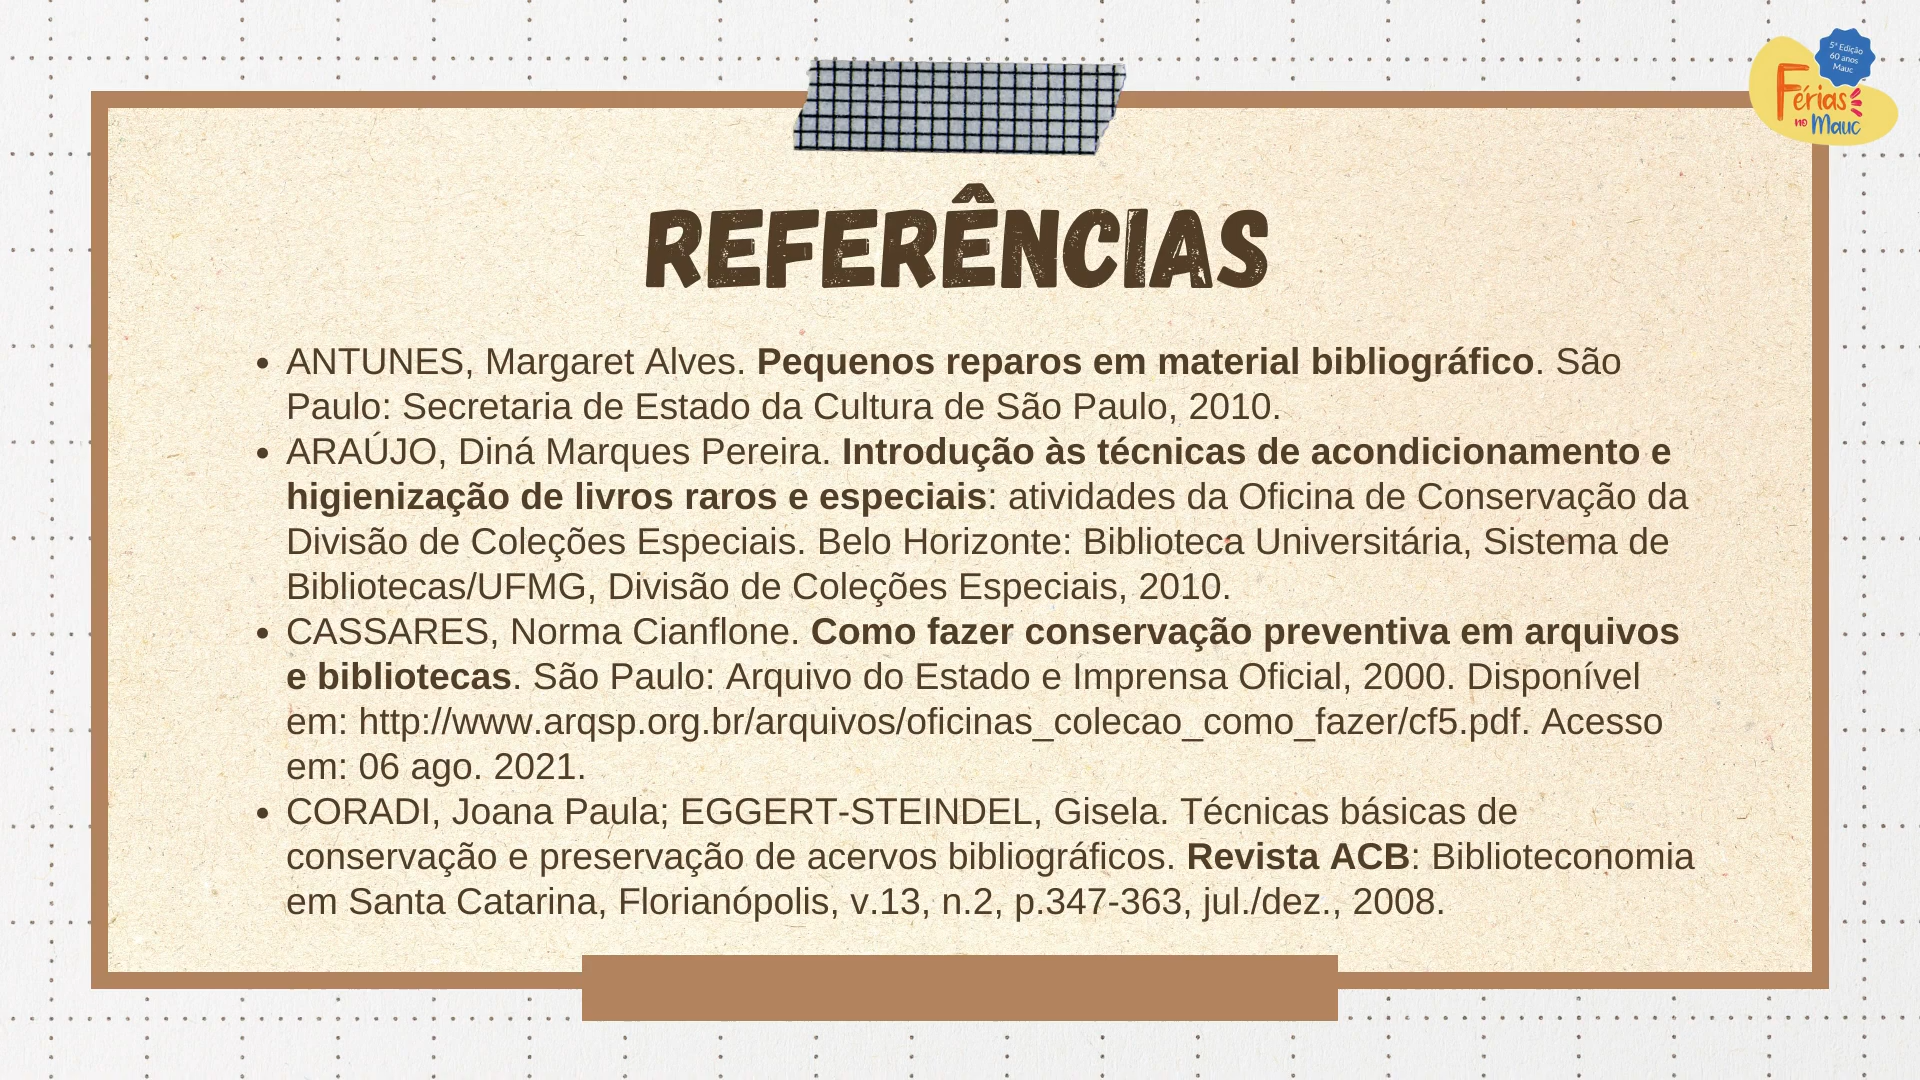 5ª Edição
60 anos
Mauc
Férias
no Mauc
REFERÊNCIAS
• ANTUNES, Margaret Alves. Pequenos reparos em material bibliográfico. São
Paulo: Secretaria de Estado da Cultura de São Paulo, 2010.
• ARAÚJO, Diná Marques Pereira. Introdução às técnicas de acondicionamento e
higienização de livros raros e especiais: atividades da Oficina de Conservação da
Divisão de Coleções Especiais. Belo Horizonte: Biblioteca Universitária, Sistema de
Bibliotecas/UFMG, Divisão de Coleções Especiais, 2010.
• CASSARES, Norma Cianflone. Como fazer conservação preventiva em arquivos
e bibliotecas. São Paulo: Arquivo do Estado e Imprensa Oficial, 2000. Disponível
em: http://www.arqsp.org.br/arquivos/oficinas_colecao_como_fazer/cf5.pdf. Acesso
em: 06 ago. 2021.
• CORADI, Joana Paula; EGGERT-STEINDEL, Gisela. Técnicas básicas de
conservação e preservação de acervos bibliográficos. Revista ACB: Biblioteconomia
em Santa Catarina, Florianópolis, v.13, n.2, p.347-363, jul./dez., 2008.